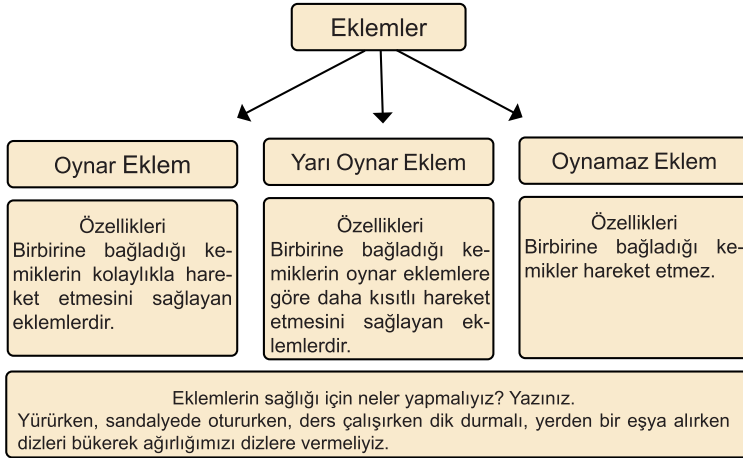 Eklemler
Oynar Eklem
Yarı Oynar Eklem
Oynamaz Eklem
Özellikleri
Birbirine bağladığı ke-
miklerin kolaylıkla hare-
ket etmesini sağlayan
eklemlerdir.
Özellikleri
Birbirine bağladığı ke-
miklerin oynar eklemlere
göre daha kısıtlı hareket
etmesini sağlayan ek-
lemlerdir.
Özellikleri
Birbirine bağladığı ke-
mikler hareket etmez.
Eklemlerin sağlığı için neler yapmalıyız? Yazınız.
Yürürken, sandalyede otururken, ders çalışırken dik durmalı, yerden bir eşya alırken
dizleri bükerek ağırlığımızı dizlere vermeliyiz.